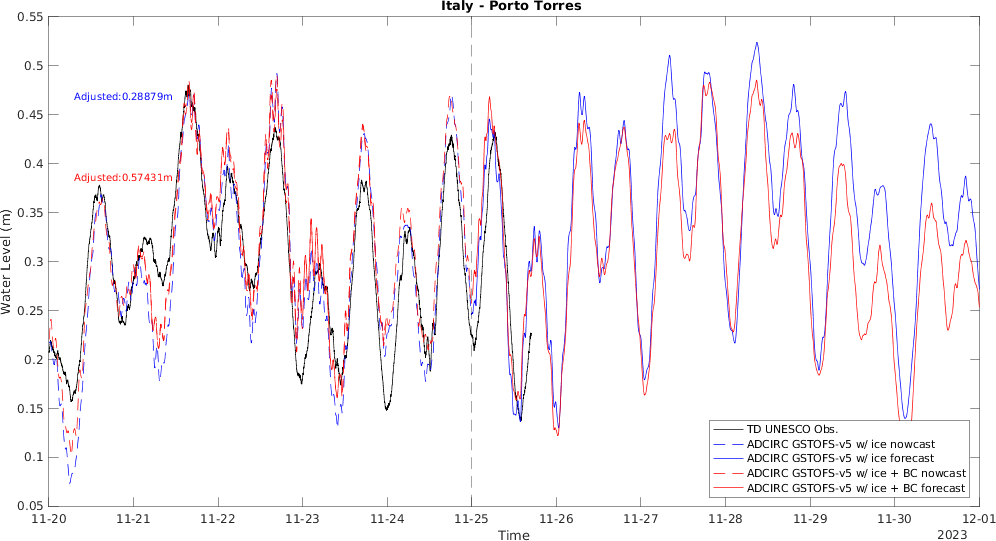 Italy - Porto Torres
0.55
0.5
0.45
0.4
0.35
0.3
0.25
0.2
0.15
0.1
0.05
Water Level (m)
Adjusted:0.28879m
Adjusted:0.57431m
TD UNESCO Obs.
ADCIRC GSTOFS-v5 w/ ice nowcast
ADCIRC GSTOFS-v5 w/ ice forecast
ADCIRC GSTOFS-v5 w/ ice + BC nowcast
ADCIRC GSTOFS-v5 w/ ice + BC forecast
11-20 11-21 11-22 11-23 11-24 11-25 11-26 11-27 11-28 11-29 11-30 12-01
Time
2023